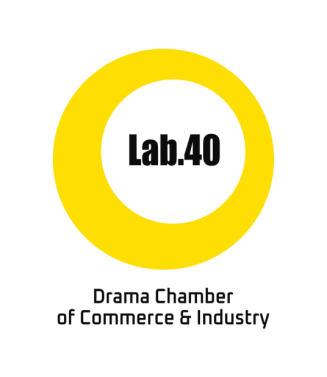 Lab.40
Drama Chamber
of Commerce & Industry